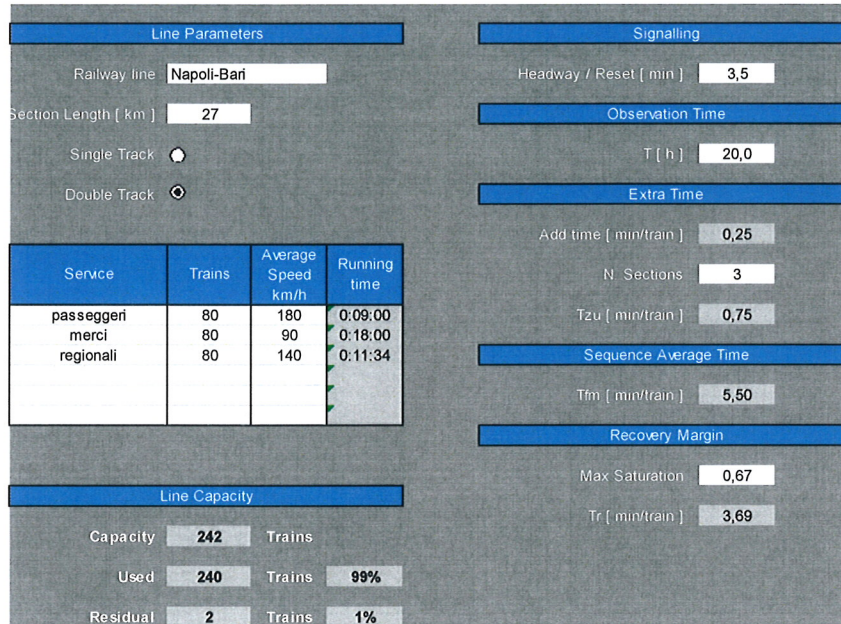 Line Parameters
Railway line Napoli-Bari
Section Length [ km ] 27
Single Track
Double Track
Service Trains Average Speed km/h Running time
passeggeri 80 180 0:09:00
merci 80 90 0:18:00
regionali 80 140 0:11:34
Line Capacity
Capacity 242 Trains
Used 240 Trains 99%
Residual 2 Trains 1%
Signalling
Headway / Reset [ min ] 3,5
Observation Time
T [ h ] 20,0
Extra Time
Add time [ min/train ] 0,25
N. Sections 3
Tzu [ min/train ] 0,75
Sequence Average Time
Tfm [ min/train ] 5,50
Recovery Margin
Max Saturation 0,67
Tr [ min/train ] 3,69